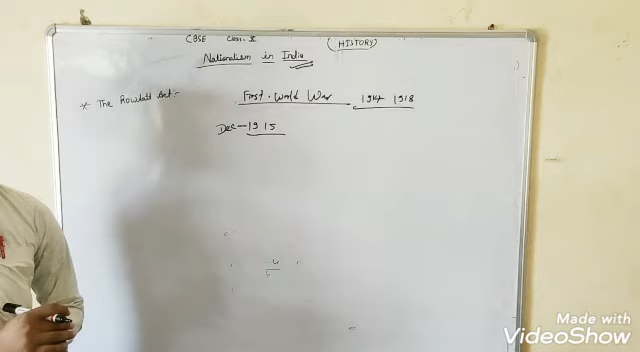 CBSE Class-X (HISTORY)
Nationalism in India
* The Rowlatt Act:- First World War 1914 1918
Dec-1915
Made with
VideoShow